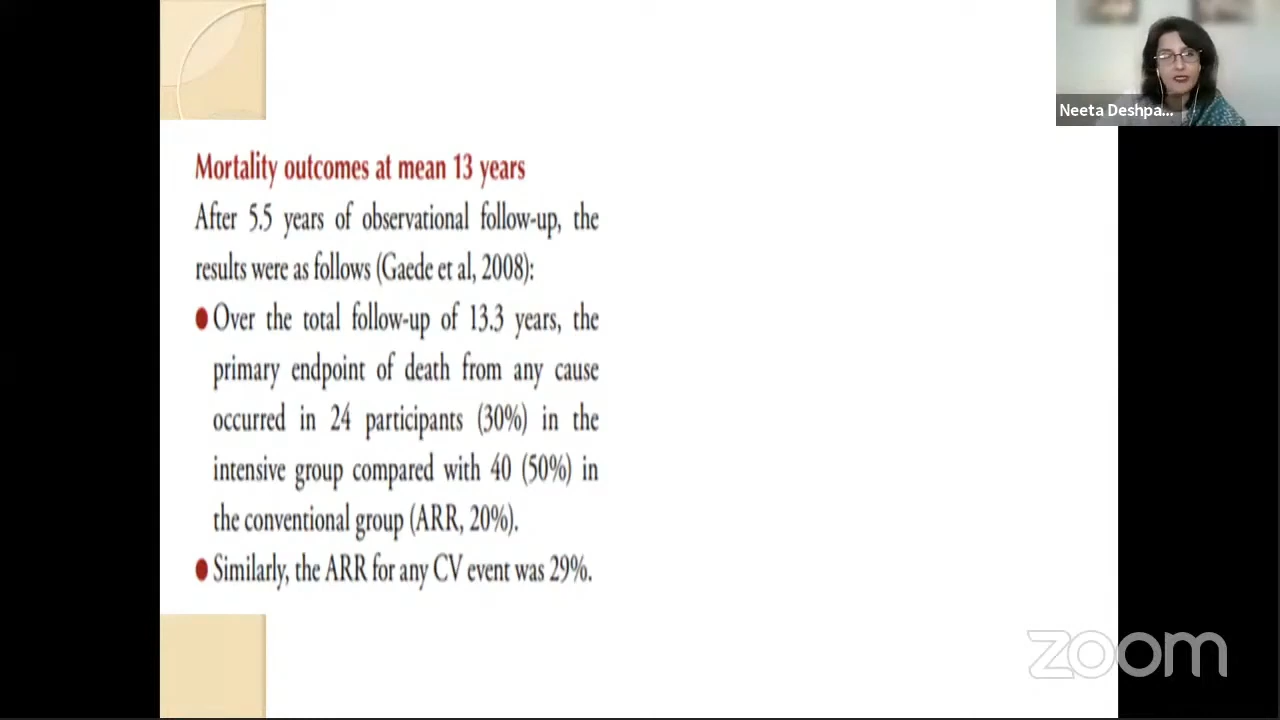 Neeta Deshpa...
Mortality outcomes at mean 13 years
After 5.5 years of observational follow-up, the
results were as follows (Gaede et al, 2008):
● Over the total follow-up of 13.3 years, the
primary endpoint of death from any cause
occurred in 24 participants (30%) in the
intensive group compared with 40 (50%) in
the conventional group (ARR, 20%).
● Similarly, the ARR for any CV event was 29%.
zoom